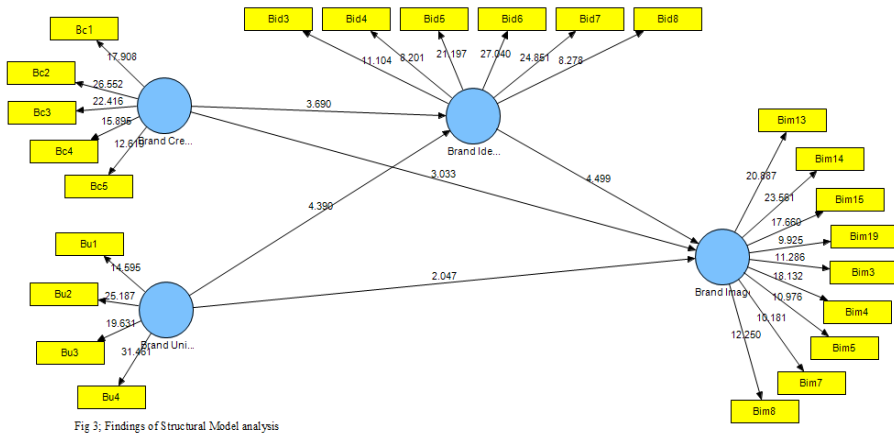 Bc1
Bid3
Bid4
Bid5
Bid6
Bid7
Bid8
17.908
11.104
8.201
21.197
27.040
24.851
8.278
Bc2
26.552
Bc3
22.416
15.895
Bc4
12.619
Bc5
Brand Cre...
3.690
Brand Ide...
Bim13
3.033
4.499
20.887
Bim14
23.561
Bim15
17.660
4.390
Bim19
9.925
Bu1
14.595
11.286
Bim3
2.047
18.132
Bu2
25.187
Brand Imag
10.976
Bim4
19.631
10.181
Bu3
Brand Uni...
12.250
Bim5
31.461
Bim7
Bu4
Bim8
Fig 3; Findings of Structural Model analysis